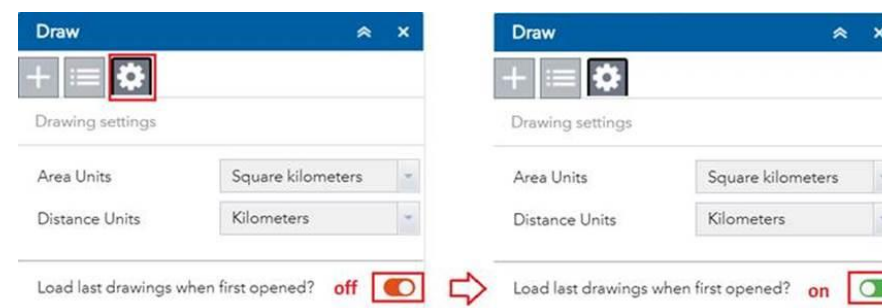 Draw
Drawing settings
Area Units Square kilometers
Distance Units Kilometers
Load last drawings when first opened? off
Draw
Drawing settings
Area Units Square kilometers
Distance Units Kilometers
Load last drawings when first opened? on